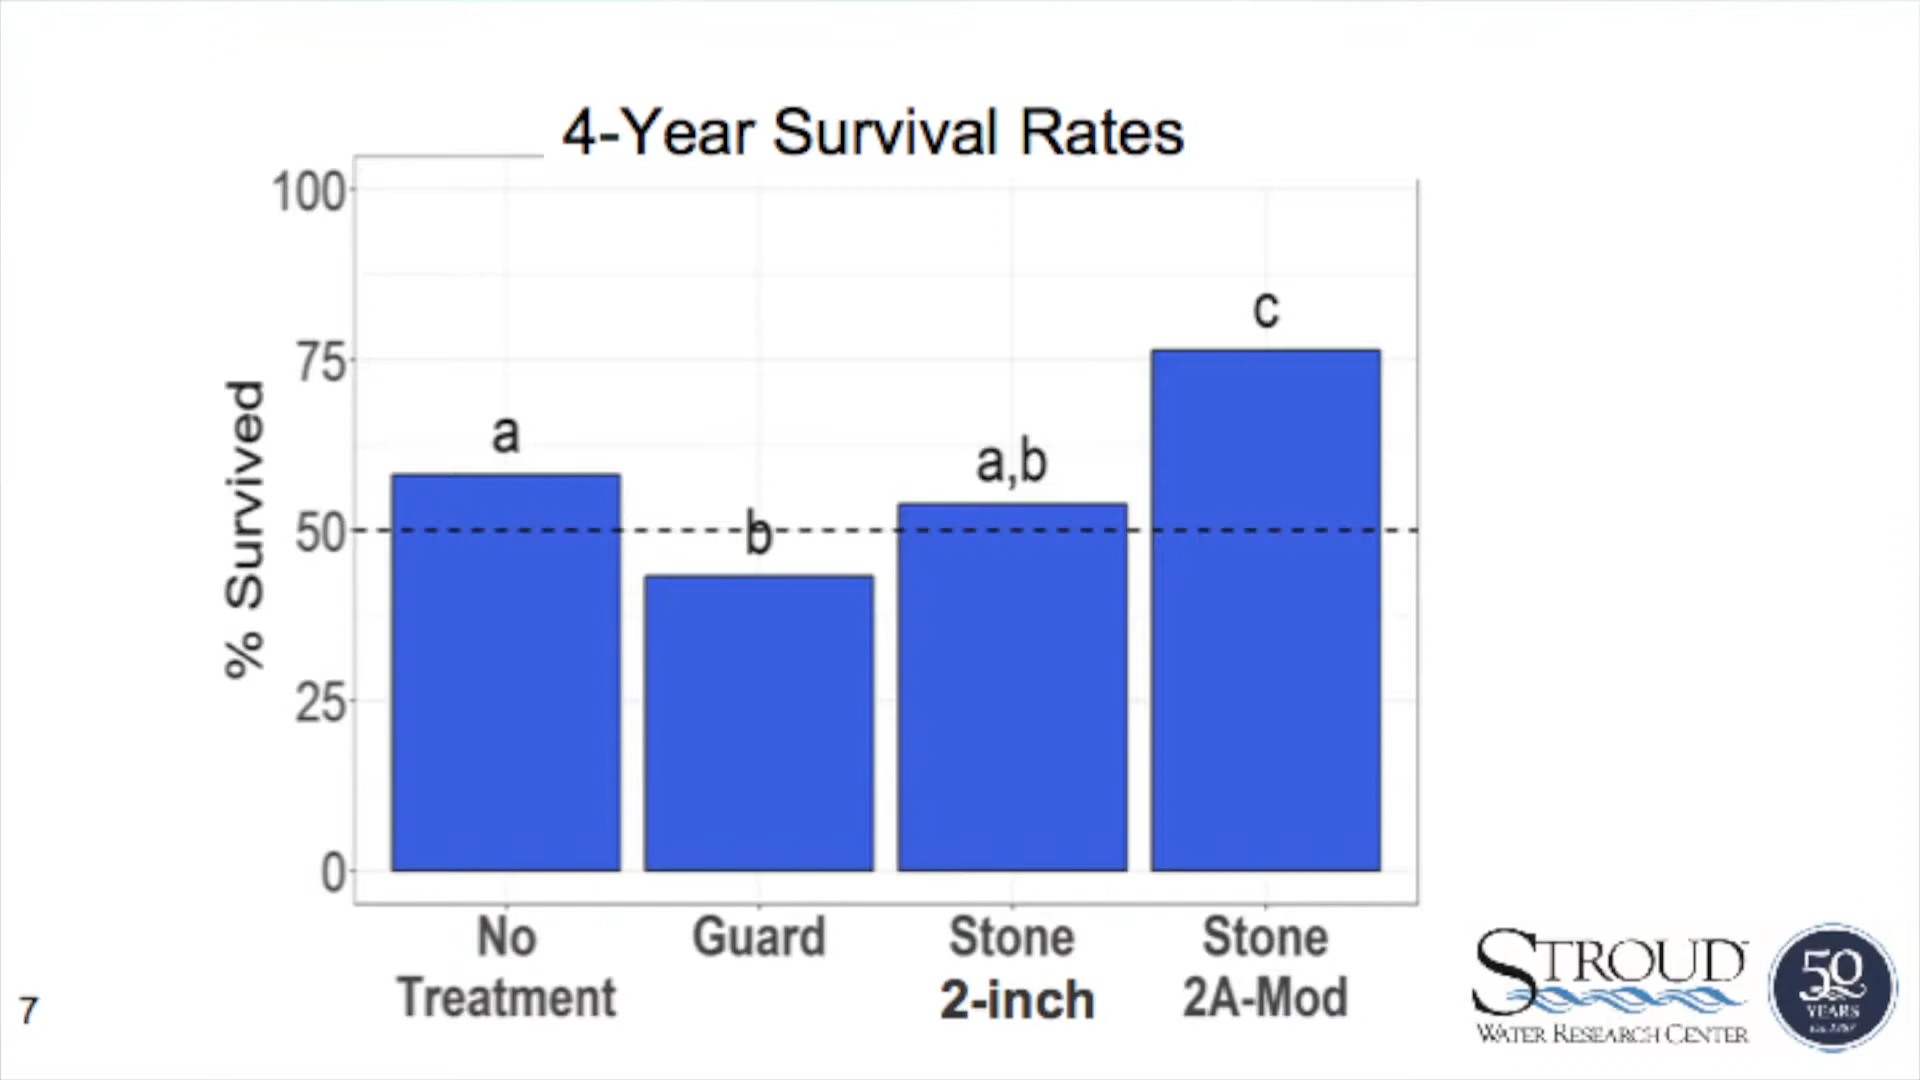 4-Year Survival Rates
% Survived
100
75
50
25
0
a
b
a,b
c
No
Treatment
Guard
Stone
2-inch
Stone
2A-Mod
7
STROUD
WATER RESEARCH CENTER
50
YEARS